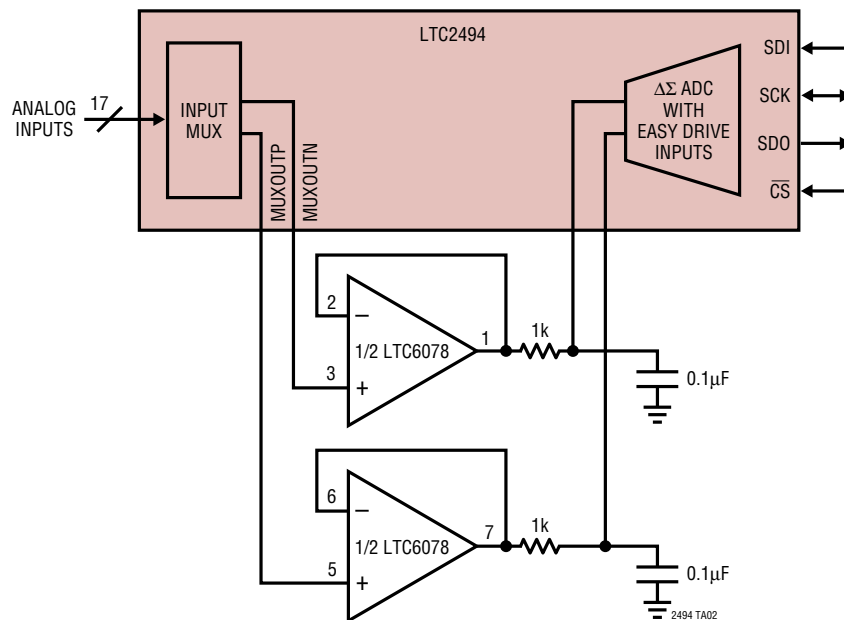 LTC2494
ANALOG
INPUTS
17
INPUT
MUX
MUXOUTP
MUXOUTN
ΔΣ ADC
WITH
EASY DRIVE
INPUTS
SDI
SCK
SDO
C̅S̅
2
–
1/2 LTC6078
3
+
1
1k
0.1µF
6
–
1/2 LTC6078
5
+
7
1k
0.1µF
2494 TA02